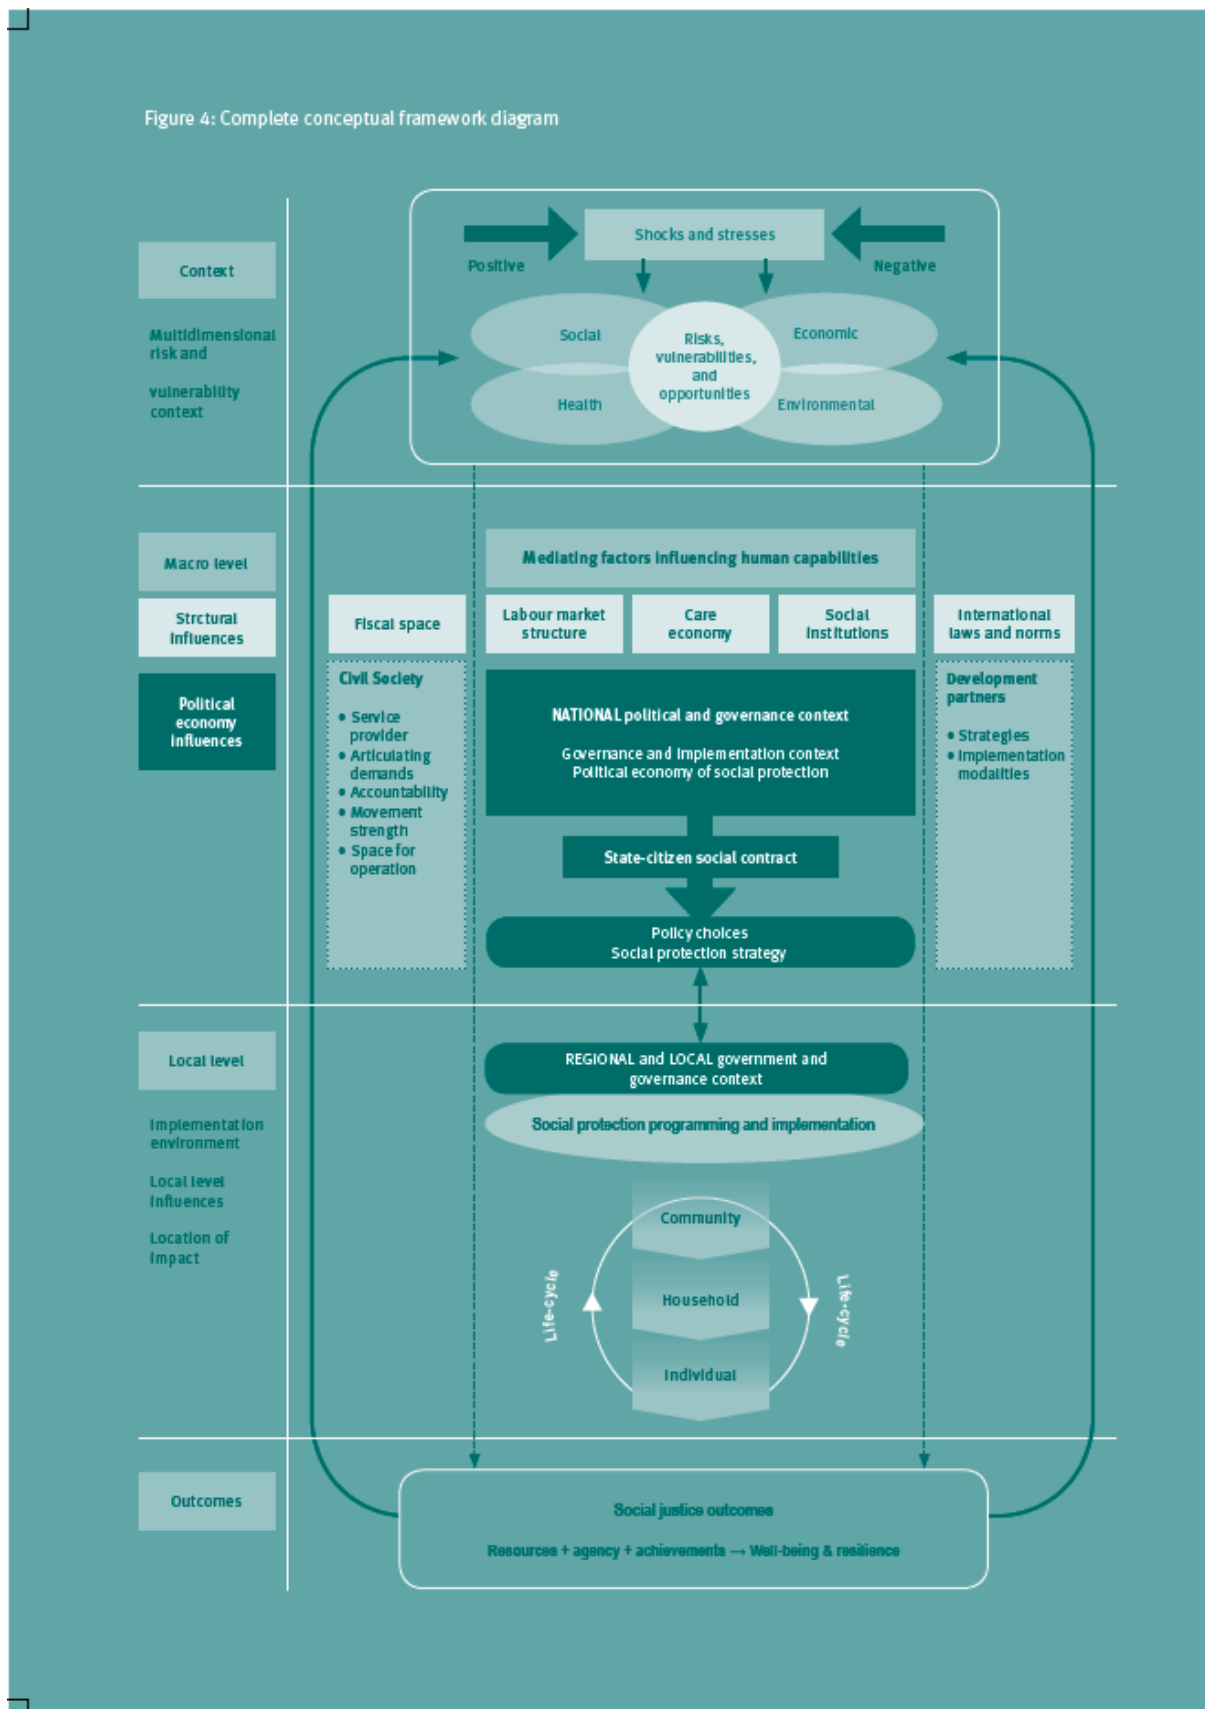 Figure 4: Complete conceptual framework diagram
Shocks and stresses
Positive
Negative
Context
Multidimensional
risk and
vulnerability
context
Social
Economic
Risks,
vulnerabilities,
and
opportunities
Health
Environmental
Macro level
Mediating factors influencing human capabilities
Strctural
influences
Fiscal space
Labour market
structure
Care
economy
Social
institutions
International
laws and norms
Political
economy
influences
Civil Society
• Service
provider
• Articulating
demands
• Accountability
• Movement
strength
• Space for
operation
NATIONAL political and governance context
Governance and implementation context
Political economy of social protection
Development
partners
• Strategies
• Implementation
modalities
State-citizen social contract
Policy choices
Social protection strategy
Local level
Implementation
environment
Local level
influences
Location of
impact
REGIONAL and LOCAL government and
governance context
Social protection programming and implementation
Community
Household
Individual
Life-cycle
Life-cycle
Outcomes
Social justice outcomes
Resources + agency + achievements → Well-being & resilience